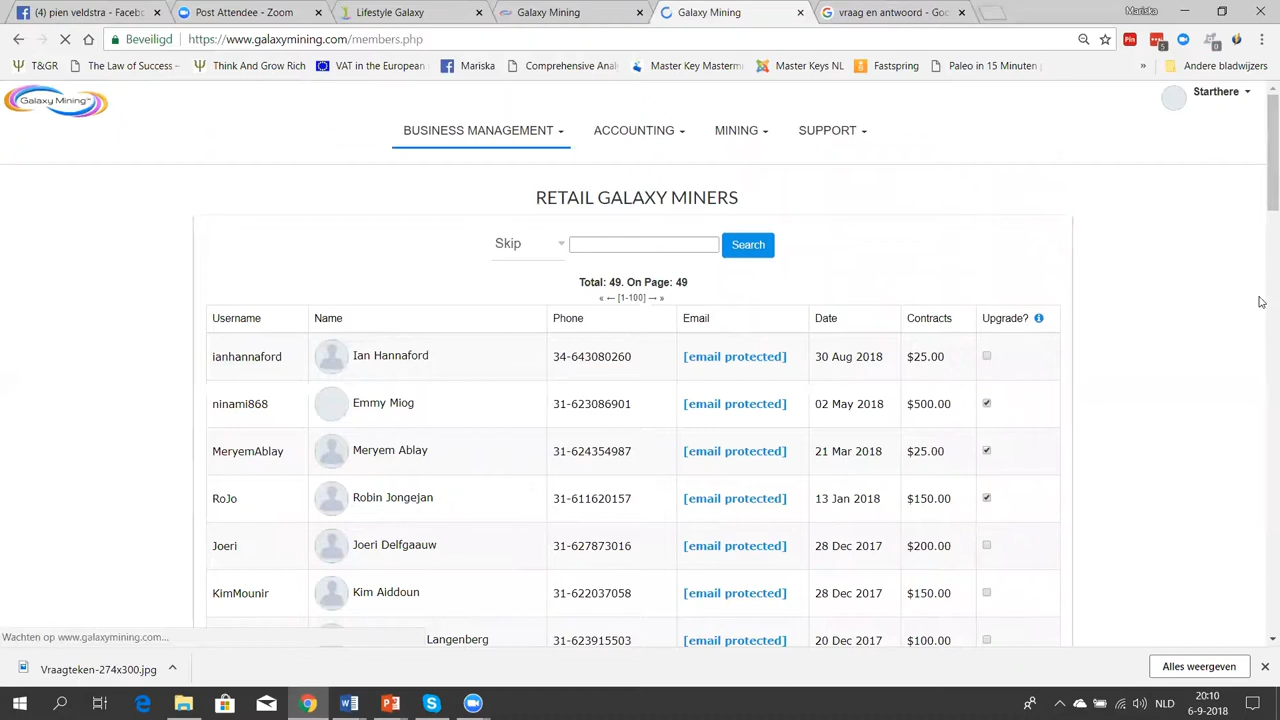 (4) pien veldstra - Faceb
Post Attendee - Zoom
Lifestyle Galaxy
Galaxy Mining
Galaxy Mining
vraag en antwoord - Goo
Mariska
Beveiligd
https://www.galaxymining.com/members.php
T&GR
The Law of Success -
Think And Grow Rich
VAT in the European
Mariska
Comprehensive Anal
Master Key Masterm
Master Keys NL
Fastspring
Paleo in 15 Minuten
»
Andere bladwijzers
Galaxy Mining
Starthere
BUSINESS MANAGEMENT
ACCOUNTING
MINING
SUPPORT
RETAIL GALAXY MINERS
Skip
Search
Total: 49. On Page: 49
« ← [1-100] → »
Username Name Phone Email Date Contracts Upgrade?
ianhannaford Ian Hannaford 34-643080260 [email protected] 30 Aug 2018 $25.00
ninami868 Emmy Miog 31-623086901 [email protected] 02 May 2018 $500.00
MeryemAblay Meryem Ablay 31-624354987 [email protected] 21 Mar 2018 $25.00
RoJo Robin Jongejan 31-611620157 [email protected] 13 Jan 2018 $150.00
Joeri Joeri Delfgaauw 31-627873016 [email protected] 28 Dec 2017 $200.00
KimMounir Kim Aiddoun 31-622037058 [email protected] 28 Dec 2017 $150.00
Langenberg 31-623915503 [email protected] 20 Dec 2017 $100.00
Wachten op www.galaxymining.com...
Vraagteken-274x300.jpg
Alles weergeven
NLD
20:10
6-9-2018